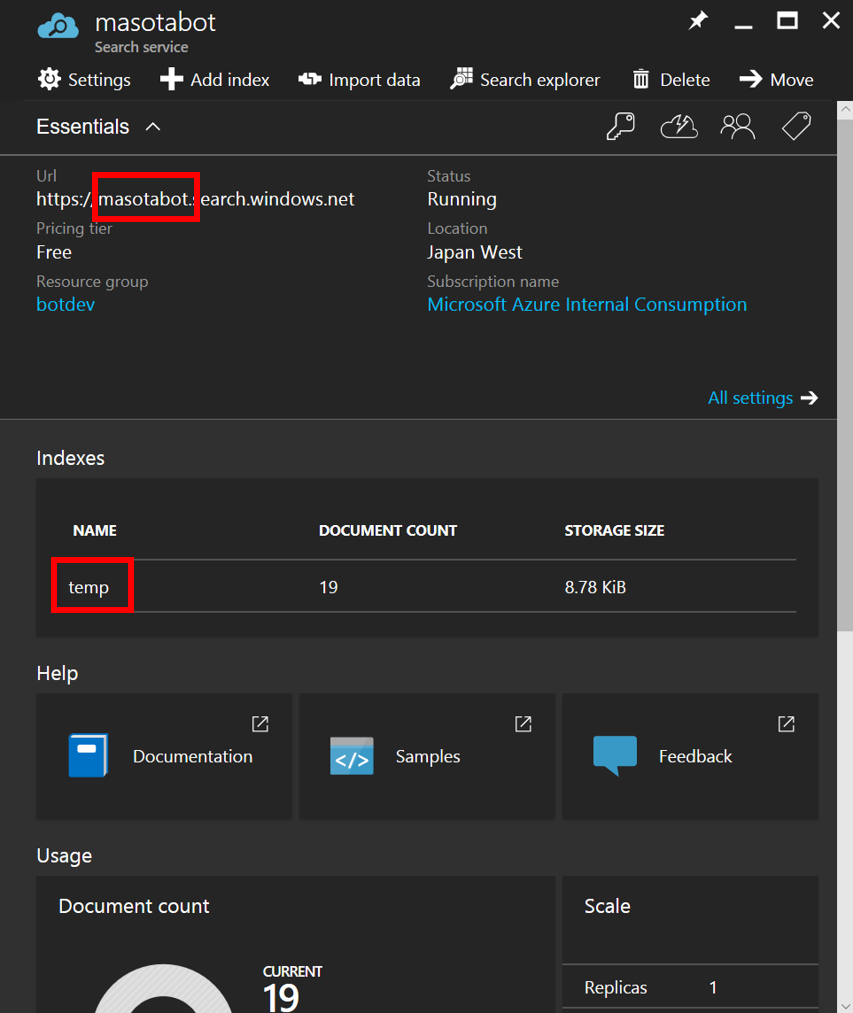 masotabot
Search service
Settings Add index Import data Search explorer Delete Move
Essentials
Url
https://masotabot.search.windows.net
Status
Running
Pricing tier
Free
Location
Japan West
Resource group
botdev
Subscription name
Microsoft Azure Internal Consumption
All settings
Indexes
NAME DOCUMENT COUNT STORAGE SIZE
temp 19 8.78 KiB
Help
Documentation
Samples
Feedback
Usage
Document count
CURRENT
19
Scale
Replicas 1